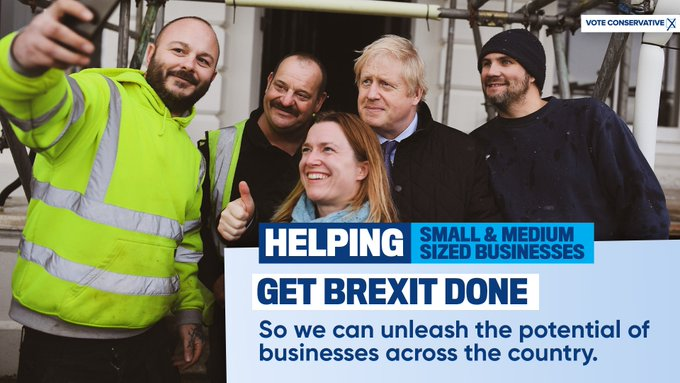 VOTE CONSERVATIVE
HELPING
SMALL & MEDIUM
SIZED BUSINESSES
GET BREXIT DONE
So we can unleash the potential of
businesses across the country.